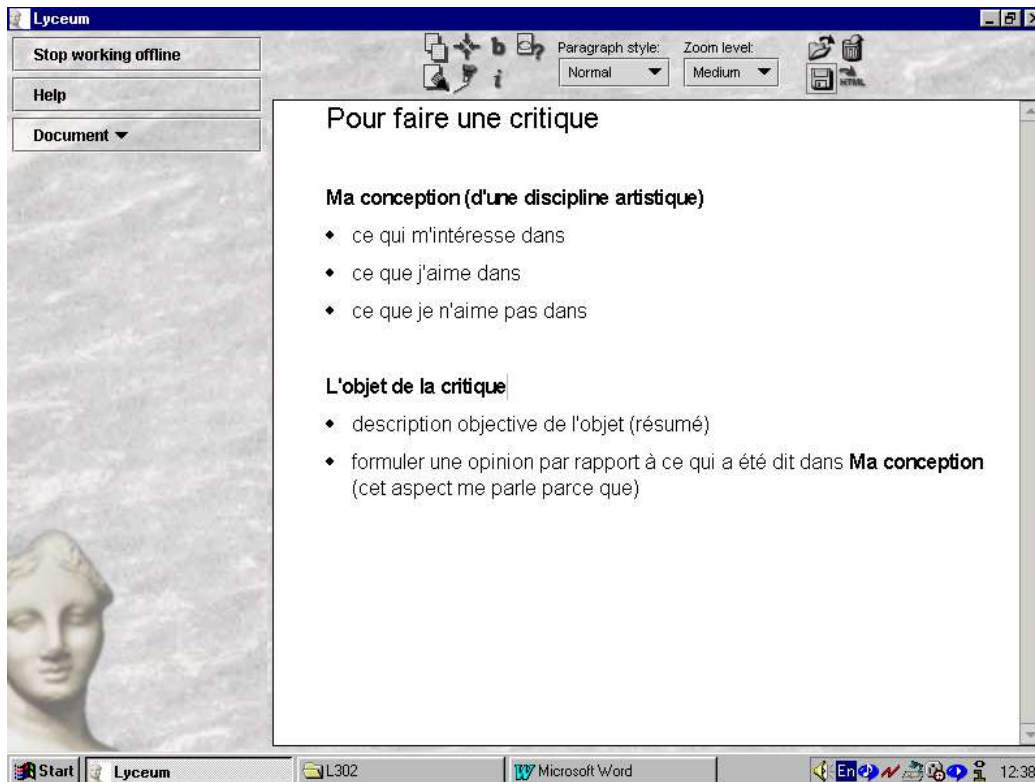 Lyceum
Stop working offline
Help
Document
b
i
Paragraph style:
Normal
Zoom level:
Medium
HTML
Pour faire une critique
Ma conception (d'une discipline artistique)
ce qui m'intéresse dans
ce que j'aime dans
ce que je n'aime pas dans
L'objet de la critique
description objective de l'objet (résumé)
formuler une opinion par rapport à ce qui a été dit dans Ma conception
(cet aspect me parle parce que)
Start
Lyceum
L302
Microsoft Word
En